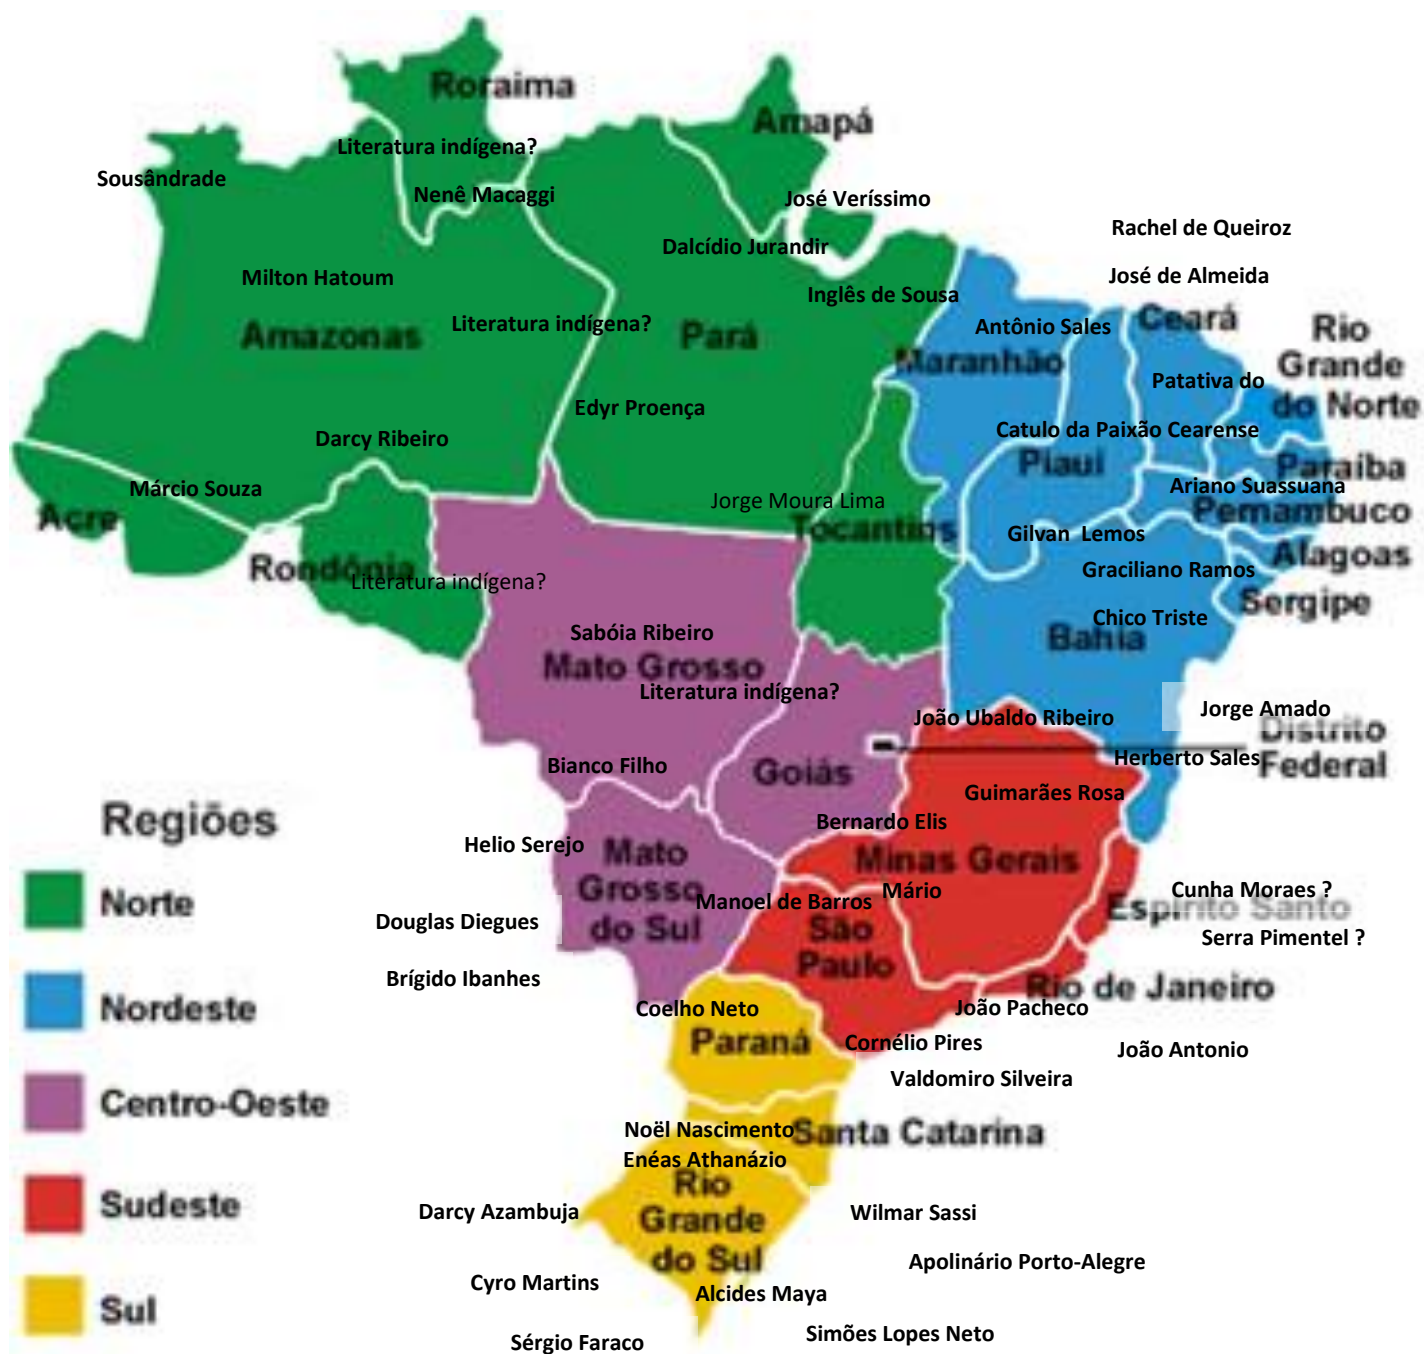 Roraima
Amapá
Literatura indígena?
Sousândrade
Nenê Macaggi
José Veríssimo
Rachel de Queiroz
Dalcídio Jurandir
Milton Hatoum
José de Almeida
Inglês de Sousa
Literatura indígena?
Amazonas
Pará
Antônio Sales
Ceará
Rio
Grande
do Norte
Maranhão
Patativa do
Edyr Proença
Darcy Ribeiro
Catulo da Paixão Cearense
Piauí
Paraíba
Márcio Souza
Ariano Suassuana
Acre
Jorge Moura Lima
Pernambuco
Tocantins
Gilvan Lemos
Alagoas
Rondônia
Literatura indígena?
Graciliano Ramos
Sergipe
Chico Triste
Sabóia Ribeiro
Bahia
Mato Grosso
Literatura indígena?
João Ubaldo Ribeiro
Jorge Amado
Distrito
Federal
Bianco Filho
Goiás
Herberto Sales
Guimarães Rosa
Regiões
Bernardo Elis
Helio Serejo
Mato
Grosso
do Sul
Minas Gerais
Mário
Manoel de Barros
Cunha Moraes ?
Norte
Espírito Santo
Douglas Diegues
São
Paulo
Serra Pimentel ?
Brígido Ibanhes
Rio de Janeiro
Nordeste
Coelho Neto
João Pacheco
Paraná
Cornélio Pires
João Antonio
Valdomiro Silveira
Centro-Oeste
Noël Nascimento
Santa Catarina
Enéas Athanázio
Rio
Grande
do Sul
Sudeste
Darcy Azambuja
Wilmar Sassi
Apolinário Porto-Alegre
Cyro Martins
Alcides Maya
Sul
Sérgio Faraco
Simões Lopes Neto